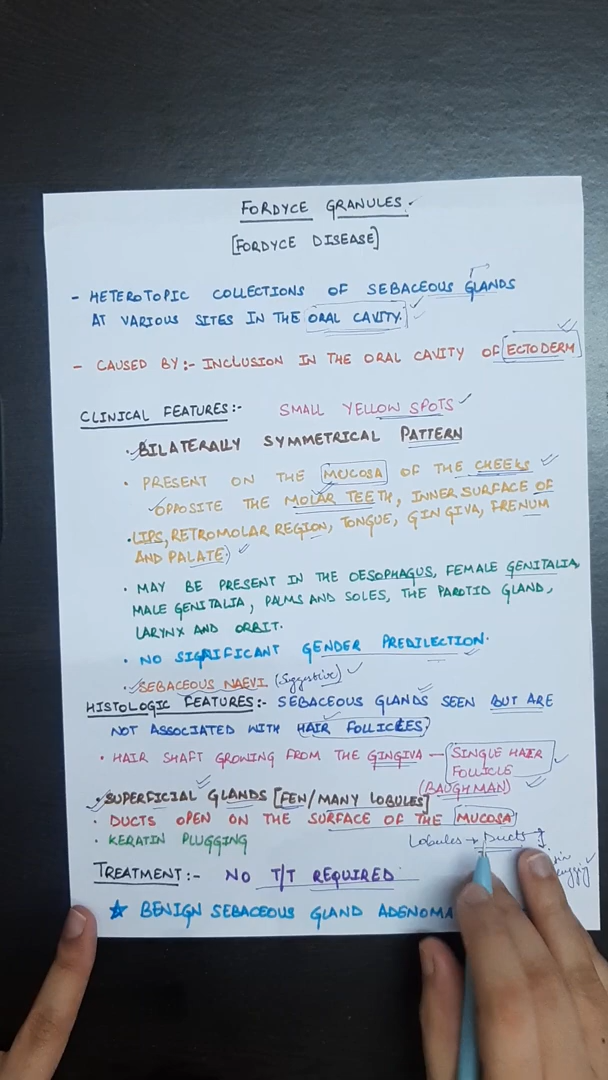 FORDYCE GRANULES.
[FORDYCE DISEASE]
- HETEROTOPIC COLLECTIONS OF SEBACEOUS GLANDS
AT VARIOUS SITES IN THE ORAL CAVITY.
- CAUSED BY:- INCLUSION IN THE ORAL CAVITY OF ECTODERM
CLINICAL FEATURES:- SMALL YELLOW SPOTS
• BILATERALLY SYMMETRICAL PATTERN
• PRESENT ON THE MUCOSA OF THE CHEEKS
OPPOSITE THE MOLAR TEETH, INNER SURFACE OF
LIPS, RETROMOLAR REGION, TONGUE, GINGIVA, FRENUM
AND PALATE.
• MAY BE PRESENT IN THE OESOPHAGUS, FEMALE GENITALIA,
MALE GENITALIA, PALMS AND SOLES, THE PAROTID GLAND,
LARYNX AND ORBIT.
• NO SIGNIFICANT GENDER PREDILECTION.
• SEBACEOUS NAEVI (Suggestive)
HISTOLOGIC FEATURES:- SEBACEOUS GLANDS SEEN BUT ARE
NOT ASSOCIATED WITH HAIR FOLLICLES
• HAIR SHAFT GROWING FROM THE GINGIVA — SINGLE HAIR
FOLLICLE
(BAUGHMAN)
• SUPERFICIAL GLANDS [FEW/MANY LOBULES]
• DUCTS OPEN ON THE SURFACE OF THE MUCOSA
• KERATIN PLUGGING
Lobules → Ducts
TREATMENT:- NO T/T REQUIRED
☆ BENIGN SEBACEOUS GLAND ADENOMA